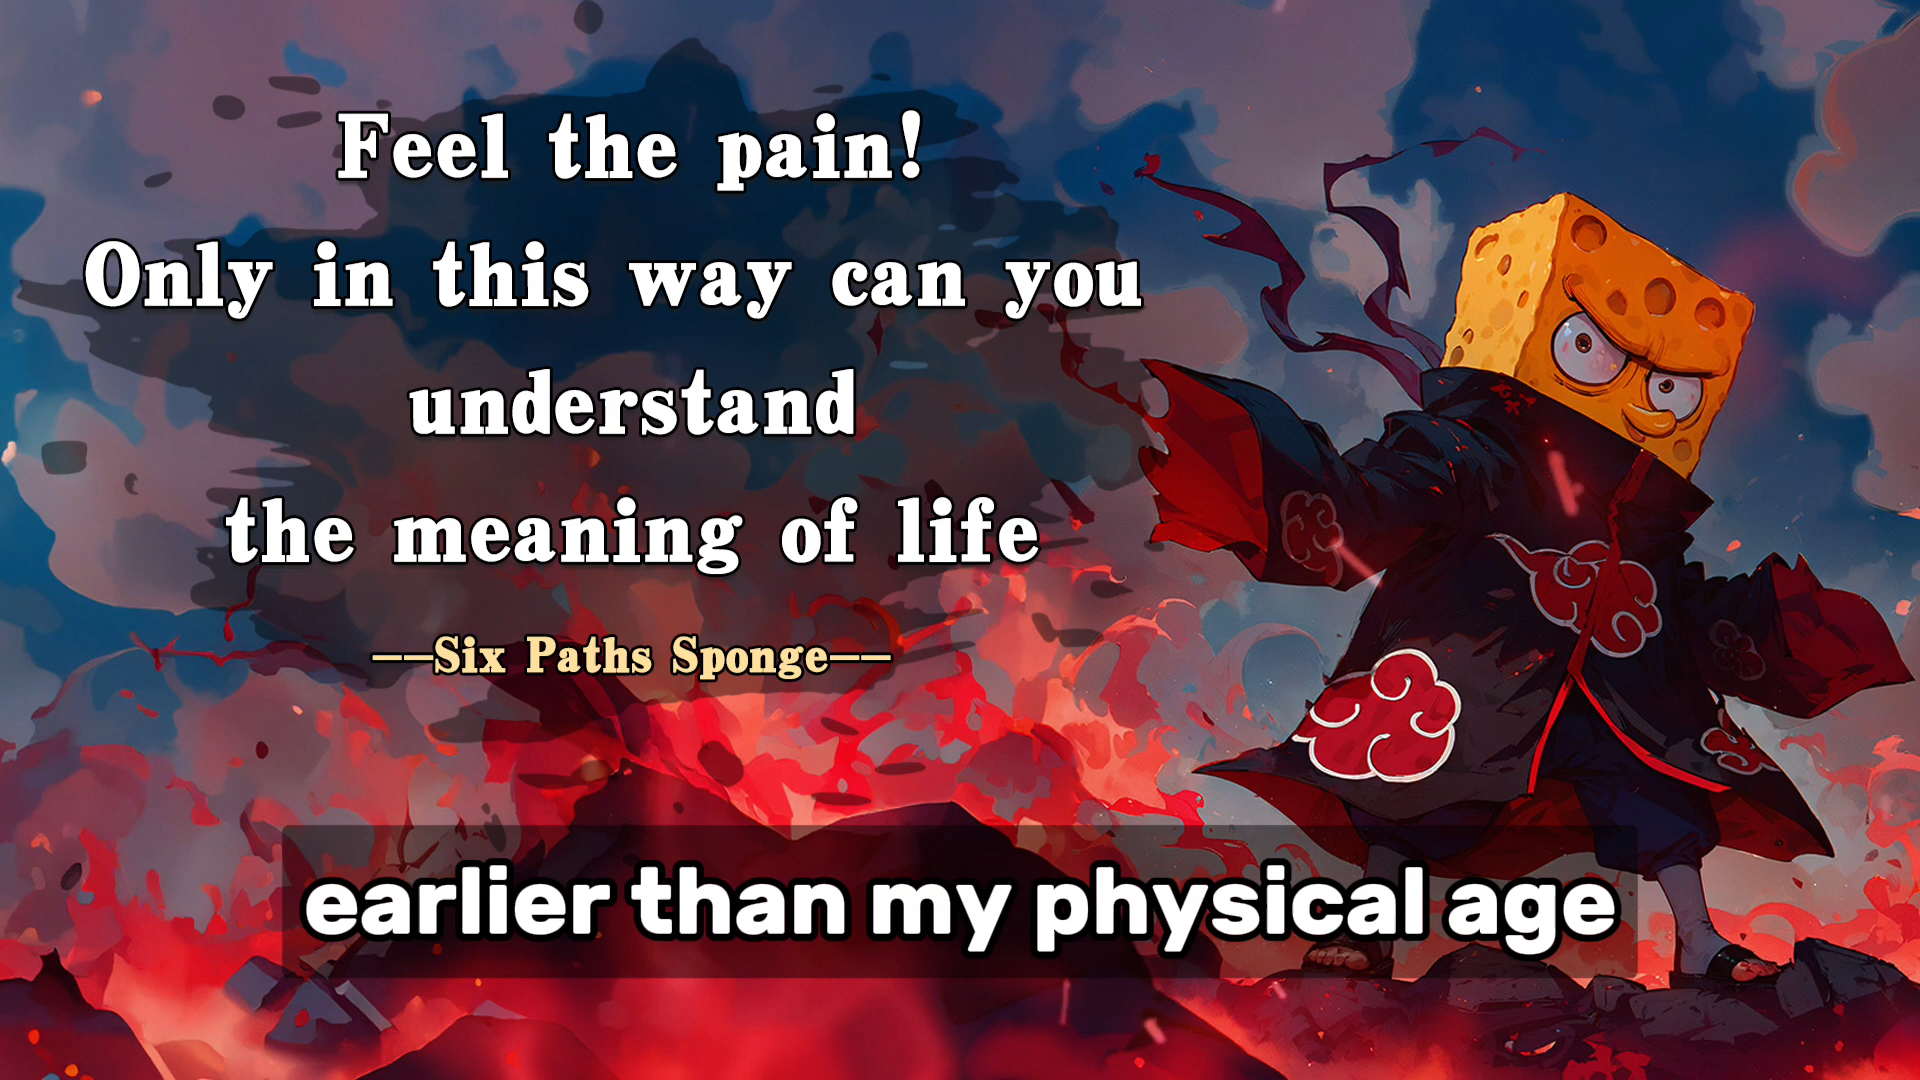 Feel the pain!
Only in this way can you
understand
the meaning of life
——Six Paths Sponge——
earlier than my physical age